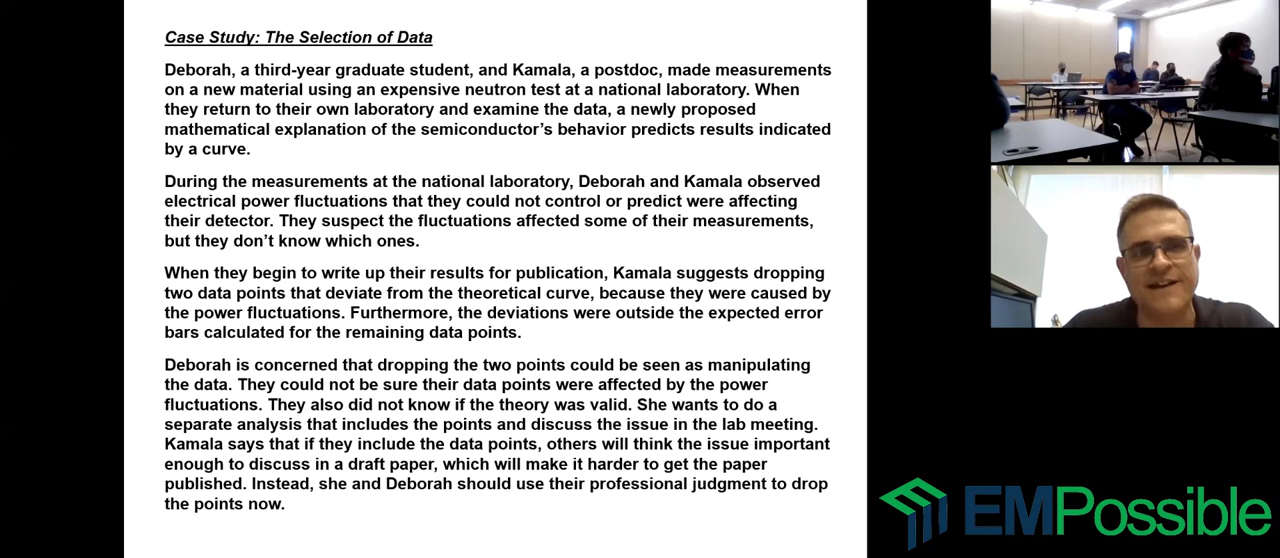 Case Study: The Selection of Data
Deborah, a third-year graduate student, and Kamala, a postdoc, made measurements
on a new material using an expensive neutron test at a national laboratory. When
they return to their own laboratory and examine the data, a newly proposed
mathematical explanation of the semiconductor’s behavior predicts results indicated
by a curve.
During the measurements at the national laboratory, Deborah and Kamala observed
electrical power fluctuations that they could not control or predict were affecting
their detector. They suspect the fluctuations affected some of their measurements,
but they don’t know which ones.
When they begin to write up their results for publication, Kamala suggests dropping
two data points that deviate from the theoretical curve, because they were caused by
the power fluctuations. Furthermore, the deviations were outside the expected error
bars calculated for the remaining data points.
Deborah is concerned that dropping the two points could be seen as manipulating
the data. They could not be sure their data points were affected by the power
fluctuations. They also did not know if the theory was valid. She wants to do a
separate analysis that includes the points and discuss the issue in the lab meeting.
Kamala says that if they include the data points, others will think the issue important
enough to discuss in a draft paper, which will make it harder to get the paper
published. Instead, she and Deborah should use their professional judgment to drop
the points now.
EMPossible